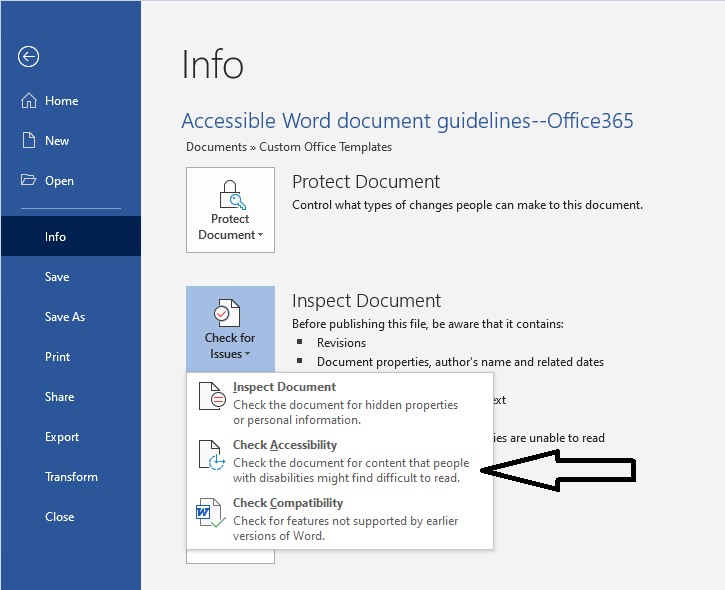 Info
Home
New
Open
Info
Save
Save As
Print
Share
Export
Transform
Close
Accessible Word document guidelines--Office365
Documents » Custom Office Templates
Protect
Document
Protect Document
Control what types of changes people can make to this document.
Check for
Issues
Inspect Document
Before publishing this file, be aware that it contains:
Revisions
Document properties, author's name and related dates
are unable to read
Inspect Document
Check the document for hidden properties
or personal information.
Check Accessibility
Check the document for content that people
with disabilities might find difficult to read.
Check Compatibility
Check for features not supported by earlier
versions of Word.
W